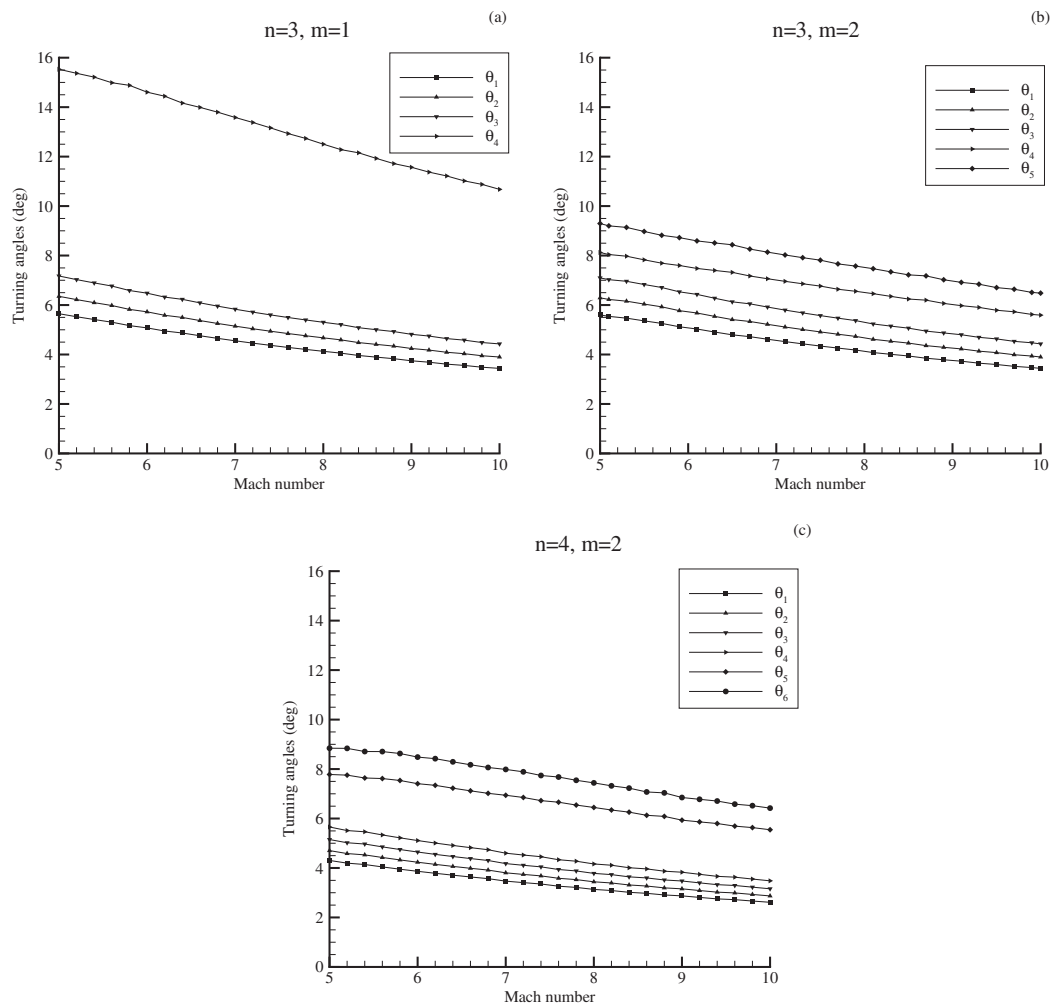 (a)
n=3, m=1
16
14
12
10
8
6
4
2
0
Turning angles (deg)
5
6
7
8
9
10
Mach number
θ₁
θ₂
θ₃
θ₄
(b)
n=3, m=2
16
14
12
10
8
6
4
2
0
Turning angles (deg)
5
6
7
8
9
10
Mach number
θ₁
θ₂
θ₃
θ₄
θ₅
(c)
n=4, m=2
16
14
12
10
8
6
4
2
0
Turning angles (deg)
5
6
7
8
9
10
Mach number
θ₁
θ₂
θ₃
θ₄
θ₅
θ₆